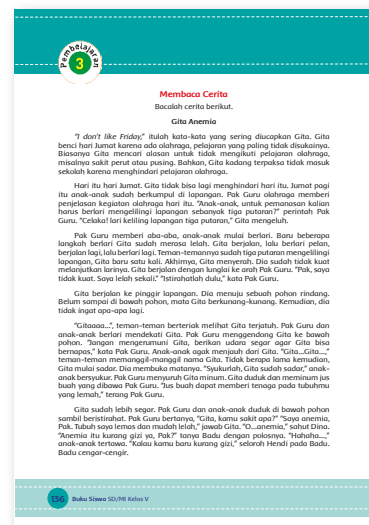 Pembelajaran
3
Membaca Cerita
Bacalah cerita berikut.
Gita Anemia
"I don't like Friday," itulah kata-kata yang sering diucapkan Gita. Gita
benci hari Jumat karena ada olahraga, pelajaran yang paling tidak disukainya.
Biasanya Gita mencari alasan untuk tidak mengikuti pelajaran olahraga,
misalnya sakit perut atau pusing. Bahkan, Gita kadang terpaksa tidak masuk
sekolah karena menghindari pelajaran olahraga.
Hari itu hari Jumat. Gita tidak bisa lagi menghindari hari itu. Jumat pagi
itu anak-anak sudah berkumpul di lapangan. Pak Guru olahraga memberi
penjelasan kegiatan olahraga hari itu. "Anak-anak, untuk pemanasan kalian
harus berlari mengelilingi lapangan sebanyak tiga putaran?" perintah Pak
Guru. "Celaka! lari keliling lapangan tiga putaran," Gita mengeluh.
Pak Guru memberi aba-aba, anak-anak mulai berlari. Baru beberapa
langkah berlari Gita sudah merasa lelah. Gita berjalan, lalu berlari pelan,
berjalan lagi, lalu berlari lagi. Teman-temannya sudah tiga putaran mengelilingi
lapangan, Gita baru satu kali. Akhirnya, Gita menyerah. Dia sudah tidak kuat
melanjutkan larinya. Gita berjalan dengan lunglai ke arah Pak Guru. "Pak, saya
tidak kuat. Saya lelah sekali." "Istirahatlah dulu," kata Pak Guru.
Gita berjalan ke pinggir lapangan. Dia menuju sebuah pohon rindang.
Belum sampai di bawah pohon, mata Gita berkunang-kunang. Kemudian, dia
tidak ingat apa-apa lagi.
"Gitaaaa...", teman-teman berteriak melihat Gita terjatuh. Pak Guru dan
anak-anak berlari mendekati Gita. Pak Guru menggendong Gita ke bawah
pohon. "Jangan mengerumuni Gita, berikan udara segar agar Gita bisa
bernapas," kata Pak Guru. Anak-anak agak menjauh dari Gita. "Gita...Gita...,"
teman-teman memanggil-manggil nama Gita. Tidak berapa lama kemudian,
Gita mulai sadar. Dia membuka matanya. "Syukurlah, Gita sudah sadar," anak-
anak bersyukur. Pak Guru menyuruh Gita minum. Gita duduk dan meminum jus
buah yang dibawa Pak Guru. "Jus buah dapat memberi tenaga pada tubuhmu
yang lemah," terang Pak Guru.
Gita sudah lebih segar. Pak Guru dan anak-anak duduk di bawah pohon
sambil beristirahat. Pak Guru bertanya, "Gita, kamu sakit apa?" "Saya anemia,
Pak. Tubuh saya lemas dan mudah lelah," jawab Gita. "O...anemia," sahut Dina.
"Anemia itu kurang gizi ya, Pak?" tanya Badu dengan polosnya. "Hahaha....,"
anak-anak tertawa. "Kalau kamu baru kurang gizi," seloroh Hendi pada Badu.
Badu cengar-cengir.
136 Buku Siswa SD/MI Kelas V